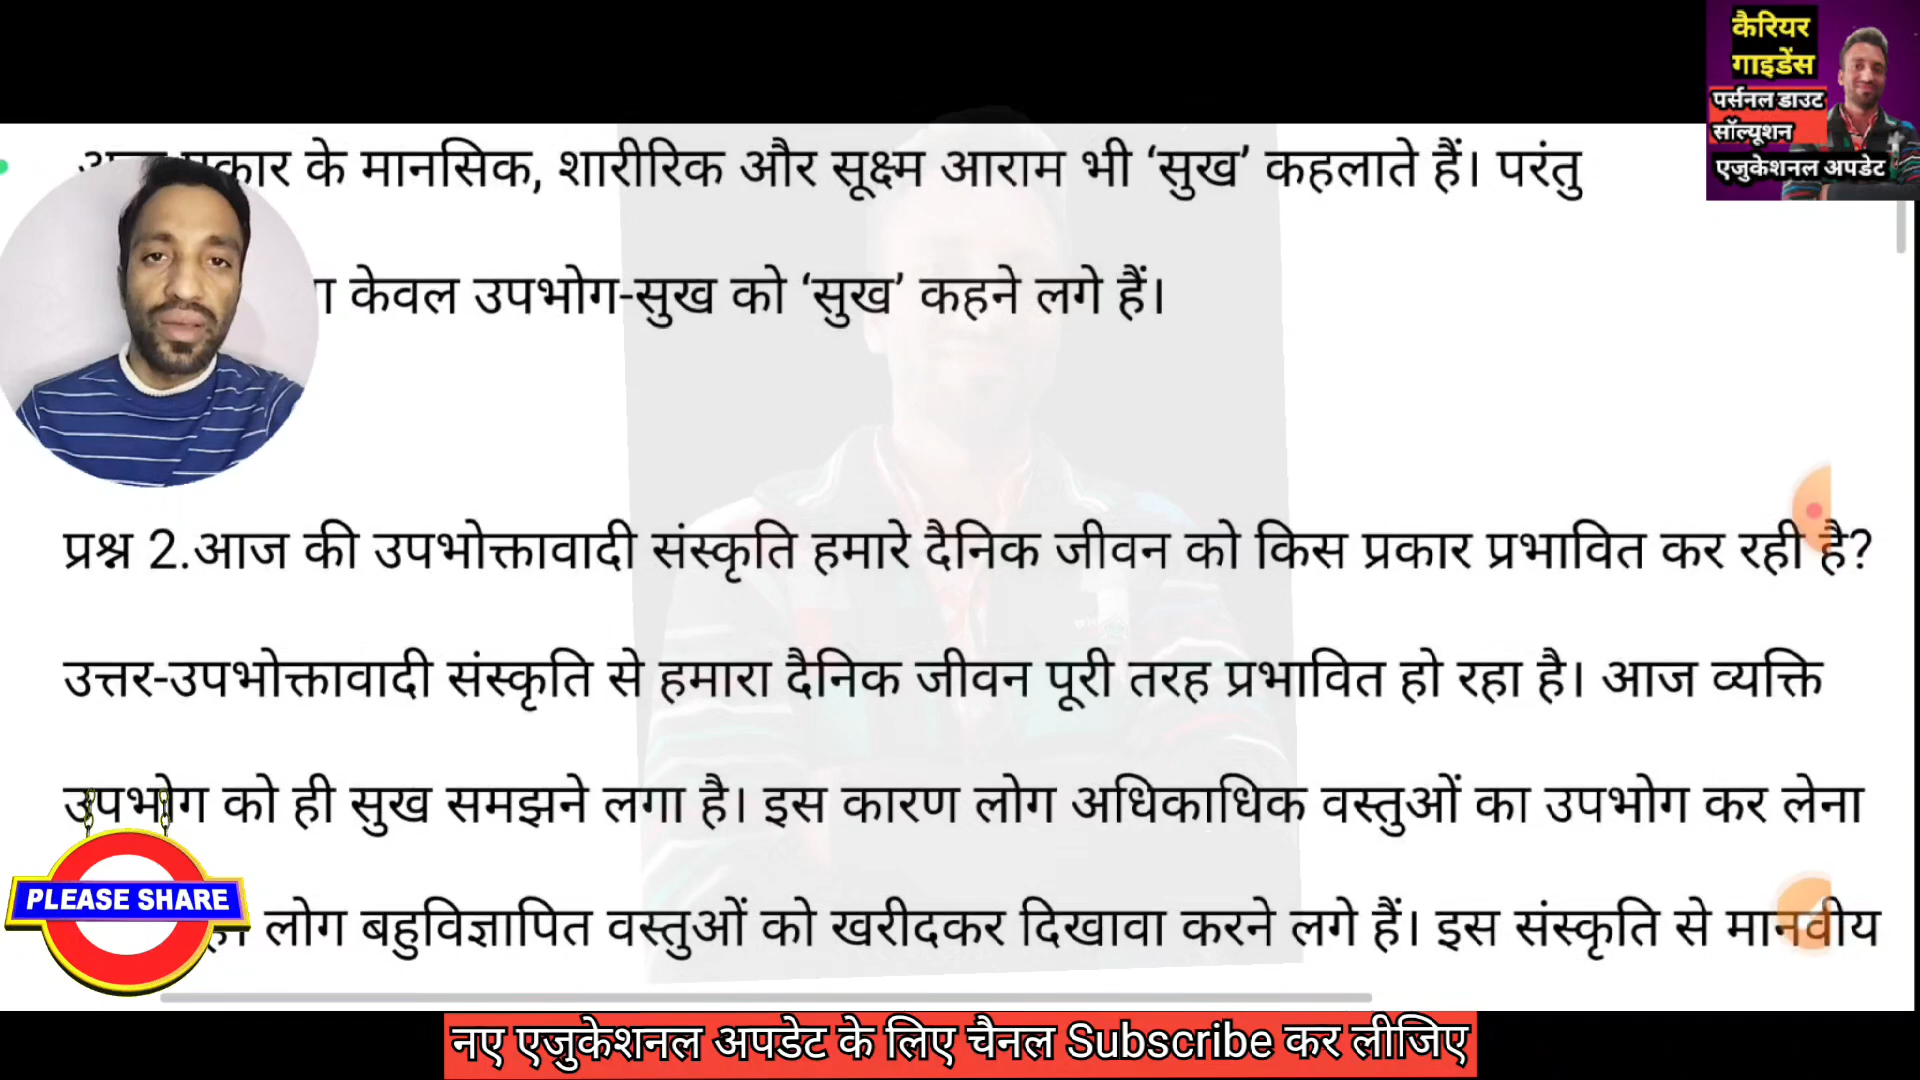 कैरियर
गाइडेंस
पर्सनल डाउट
सॉल्यूशन
एजुकेशनल अपडेट
के मानसिक, शारीरिक और सूक्ष्म आराम भी ‘सुख’ कहलाते हैं। परंतु
केवल उपभोग-सुख को ‘सुख’ कहने लगे हैं।
प्रश्न 2.आज की उपभोक्तावादी संस्कृति हमारे दैनिक जीवन को किस प्रकार प्रभावित कर रही है?
उत्तर-उपभोक्तावादी संस्कृति से हमारा दैनिक जीवन पूरी तरह प्रभावित हो रहा है। आज व्यक्ति
उपभोग को ही सुख समझने लगा है। इस कारण लोग अधिकाधिक वस्तुओं का उपभोग कर लेना
लोग बहुविज्ञापित वस्तुओं को खरीदकर दिखावा करने लगे हैं। इस संस्कृति से मानवीय
PLEASE SHARE
नए एजुकेशनल अपडेट के लिए चैनल Subscribe कर लीजिए